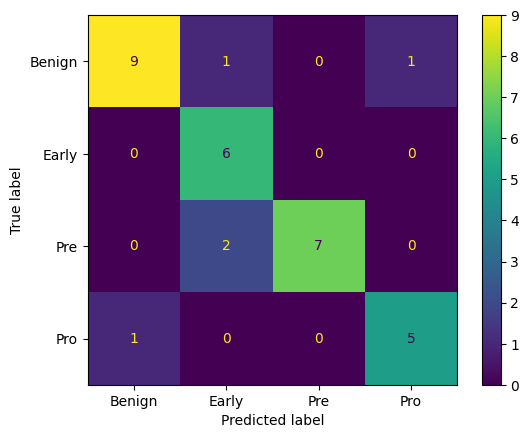 Benign 9 1 0 1
Early 0 6 0 0
Pre 0 2 7 0
Pro 1 0 0 5
Benign Early Pre Pro
Predicted label
True label
9
8
7
6
5
4
3
2
1
0